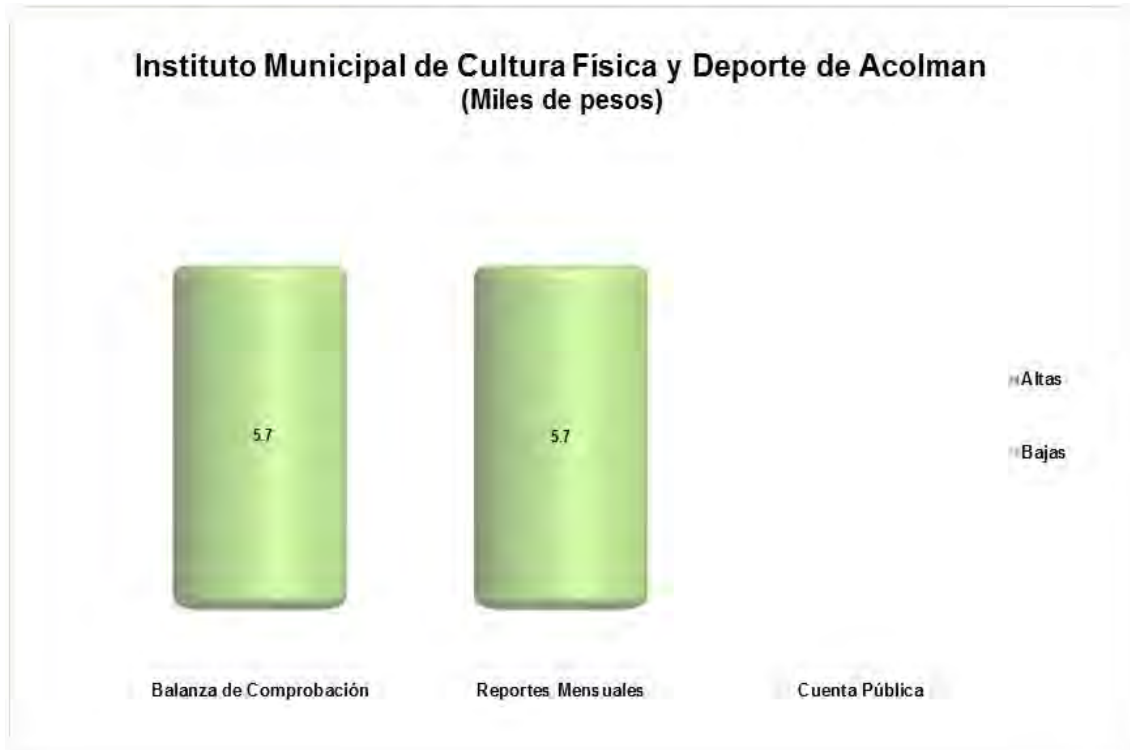 Instituto Municipal de Cultura Física y Deporte de Acolman
(Miles de pesos)
5.7
5.7
Altas
Bajas
Balanza de Comprobación
Reportes Mensuales
Cuenta Pública